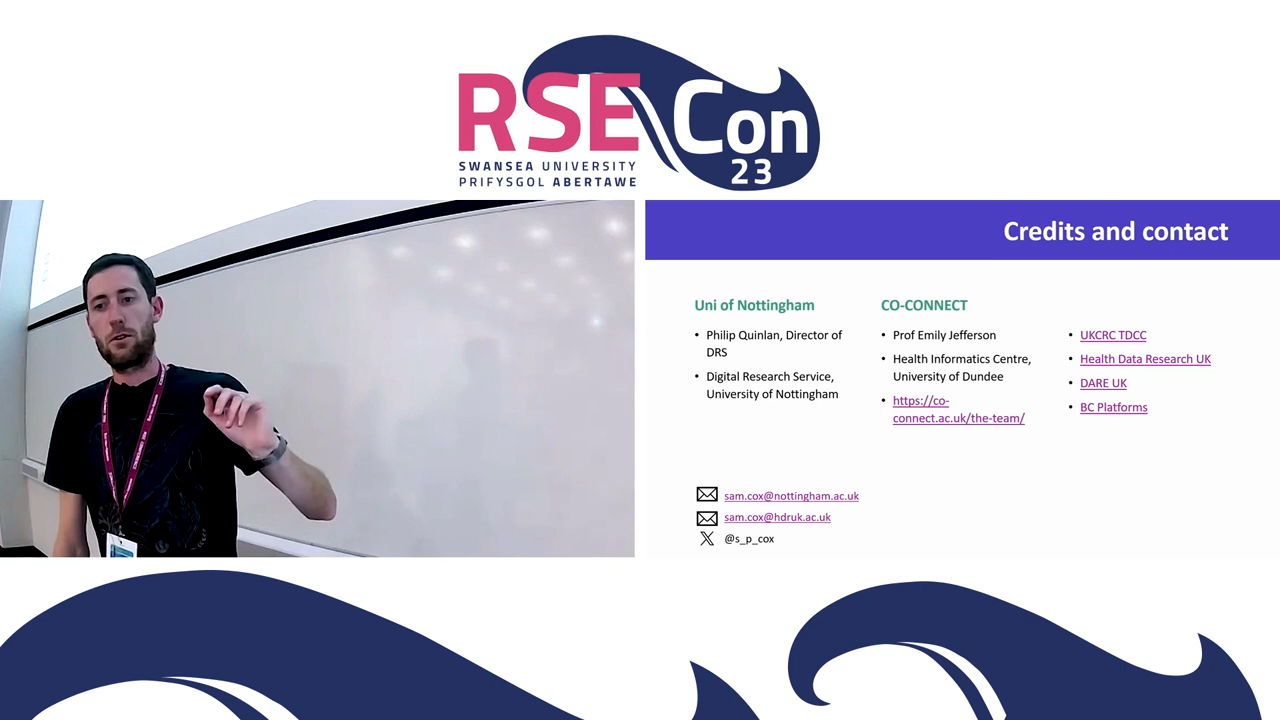 RSE Con
23
SWANSEA UNIVERSITY
PRIFYSGOL ABERTAWE
Credits and contact
Uni of Nottingham
• Philip Quinlan, Director of
DRS
• Digital Research Service,
University of Nottingham
CO-CONNECT
• Prof Emily Jefferson
• Health Informatics Centre,
University of Dundee
• https://co-
connect.ac.uk/the-team/
• UKCRC TDCC
• Health Data Research UK
• DARE UK
• BC Platforms
sam.cox@nottingham.ac.uk
sam.cox@hdruk.ac.uk
@s_p_cox